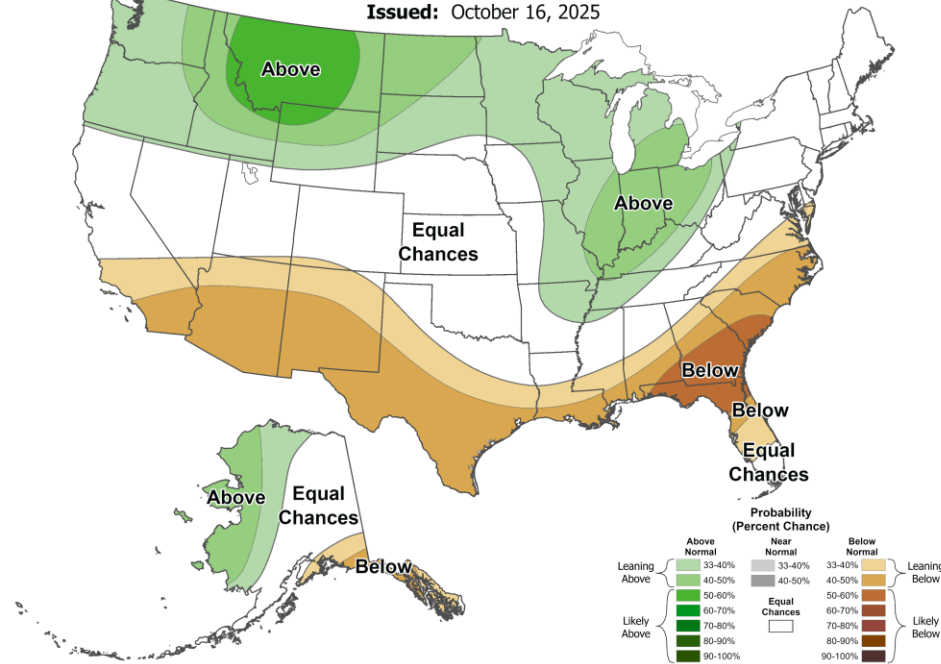 Issued: October 16, 2025
Above
Above
Equal
Chances
Below
Below
Equal
Chances
Above
Equal
Chances
Below
Probability
(Percent Chance)
Above
Normal
Near
Normal
Below
Normal
Leaning
Above
33-40%
40-50%
33-40%
40-50%
33-40%
40-50%
Leaning
Below
Likely
Above
50-60%
60-70%
70-80%
80-90%
90-100%
Equal
Chances
50-60%
60-70%
70-80%
80-90%
90-100%
Likely
Below